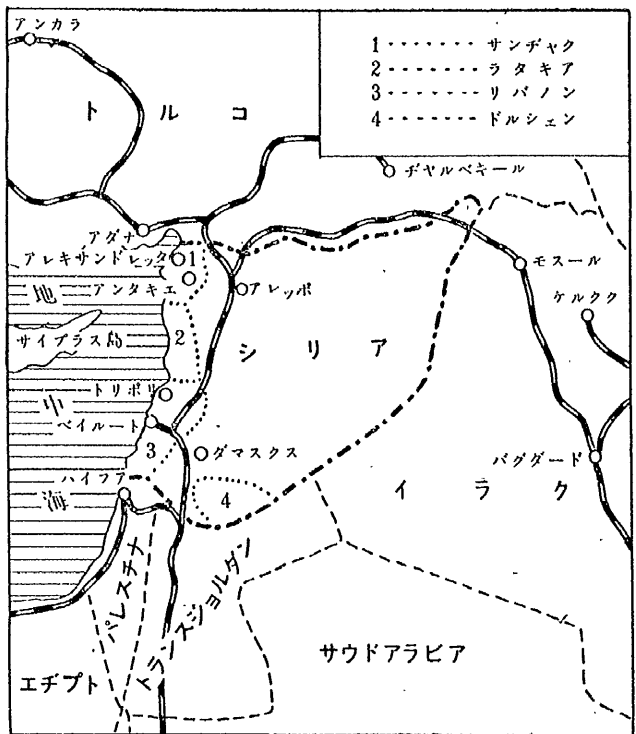 アンカラ
1 ‥‥‥‥ サンヂャク
2 ‥‥‥‥ ラタキア
3 ‥‥‥‥ リバノン
4 ‥‥‥‥ ドルシェン
トルコ
ヂヤルベキール
アダナ
アレキサンドレッタ
1
アンタキエ
アレッポ
モスール
ケルクク
地中海
サイプラス島
2
シリア
トリポリ
ベイルート
3
ダマスクス
バグダード
ハイフア
4
イラク
パレスチナ
トランスジョルダン
サウドアラビア
エヂプト